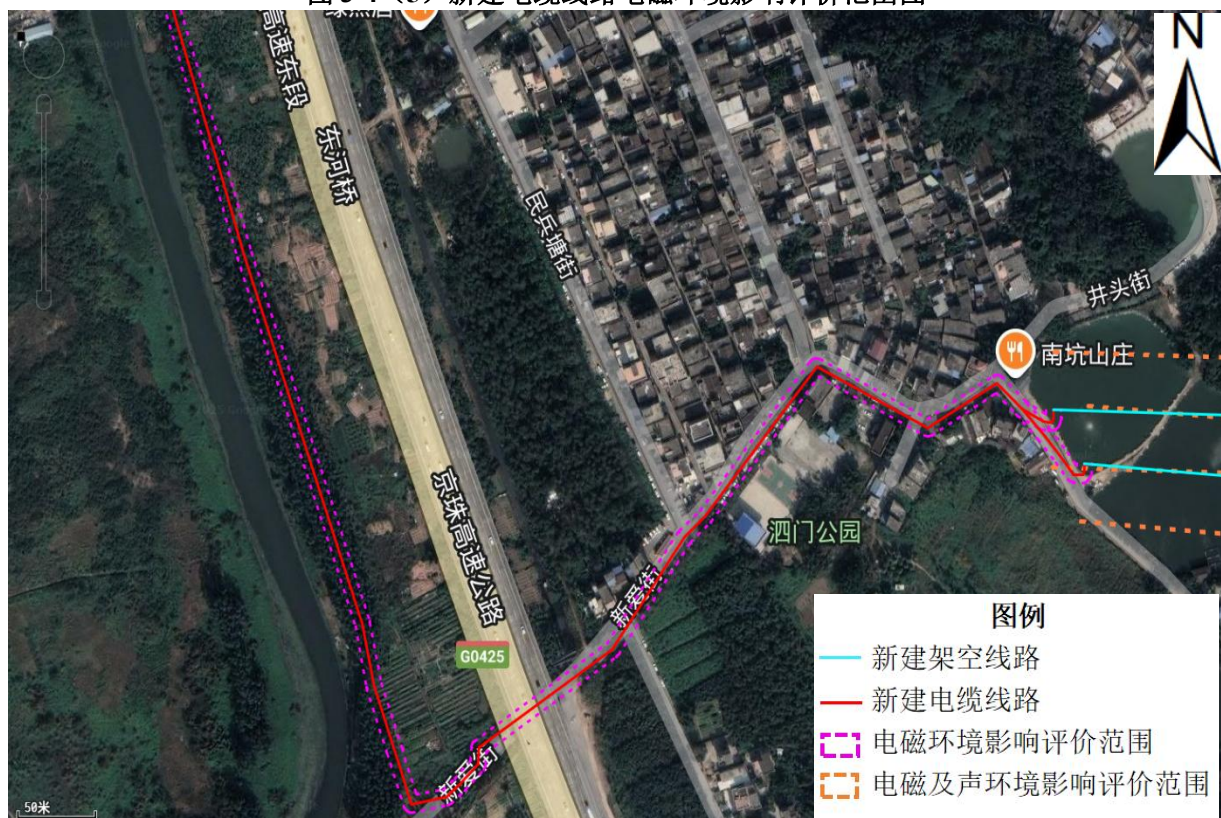 新建电缆线路电磁环境影响评价范围图
N
高速东段
东河桥
民兵塘街
井头街
南坑山庄
京珠高速公路
泗门公园
新爱街
G0425
新爱街
50米
图例
新建架空线路
新建电缆线路
电磁环境影响评价范围
电磁及声环境影响评价范围